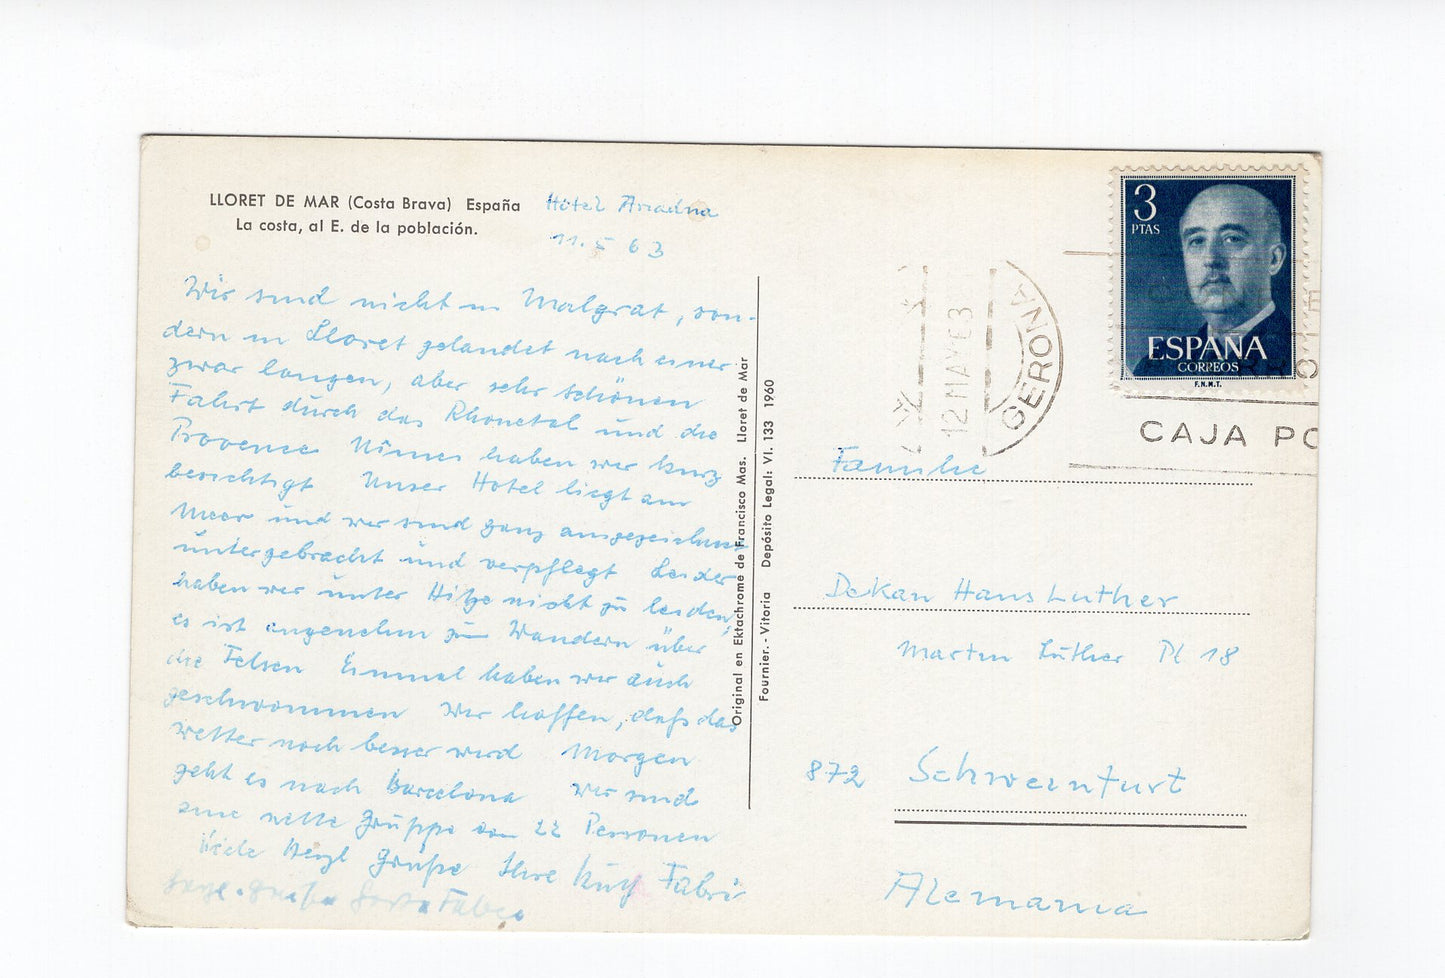 LLORET DE MAR (Costa Brava) España
La costa, al E. de la población.
Hotel Ariadna
11. 5 63
Wir sind nicht in Malgrat, son-
dern in Lloret gelandet nach einer
zwar langen, aber sehr schönen
Fahrt durch das Rhonetal und die
Provence Nîmes haben wir kurz
besichtigt Unser Hotel liegt am
Meer und wir sind ganz ausgezeichnet
untergebracht und verpflegt Leider
haben wir unter Hitze nicht zu leiden,
es ist angenehm zum Wandern über
die Felsen Einmal haben wir auch
geschwommen Wir hoffen, daß das
Wetter noch besser wird Morgen
geht es nach Barcelona Wir sind
eine nette Gruppe von 22 Personen
Viele Herzl Grüße Ihre Fabri
Herzl. Grüße Fabri
Original en Ektachrome de Francisco Mas. Lloret de Mar
Fournier. - Vitoria Depósito Legal: VI. 133 1960
GERONA
12 MAY 63
3
PTAS
ESPAÑA
CORREOS
F.N.M.T.
CAJA PO
Familie
Dekan Hans Luther
Martin Luther Pl 18
872 Schweinfurt
Alemania